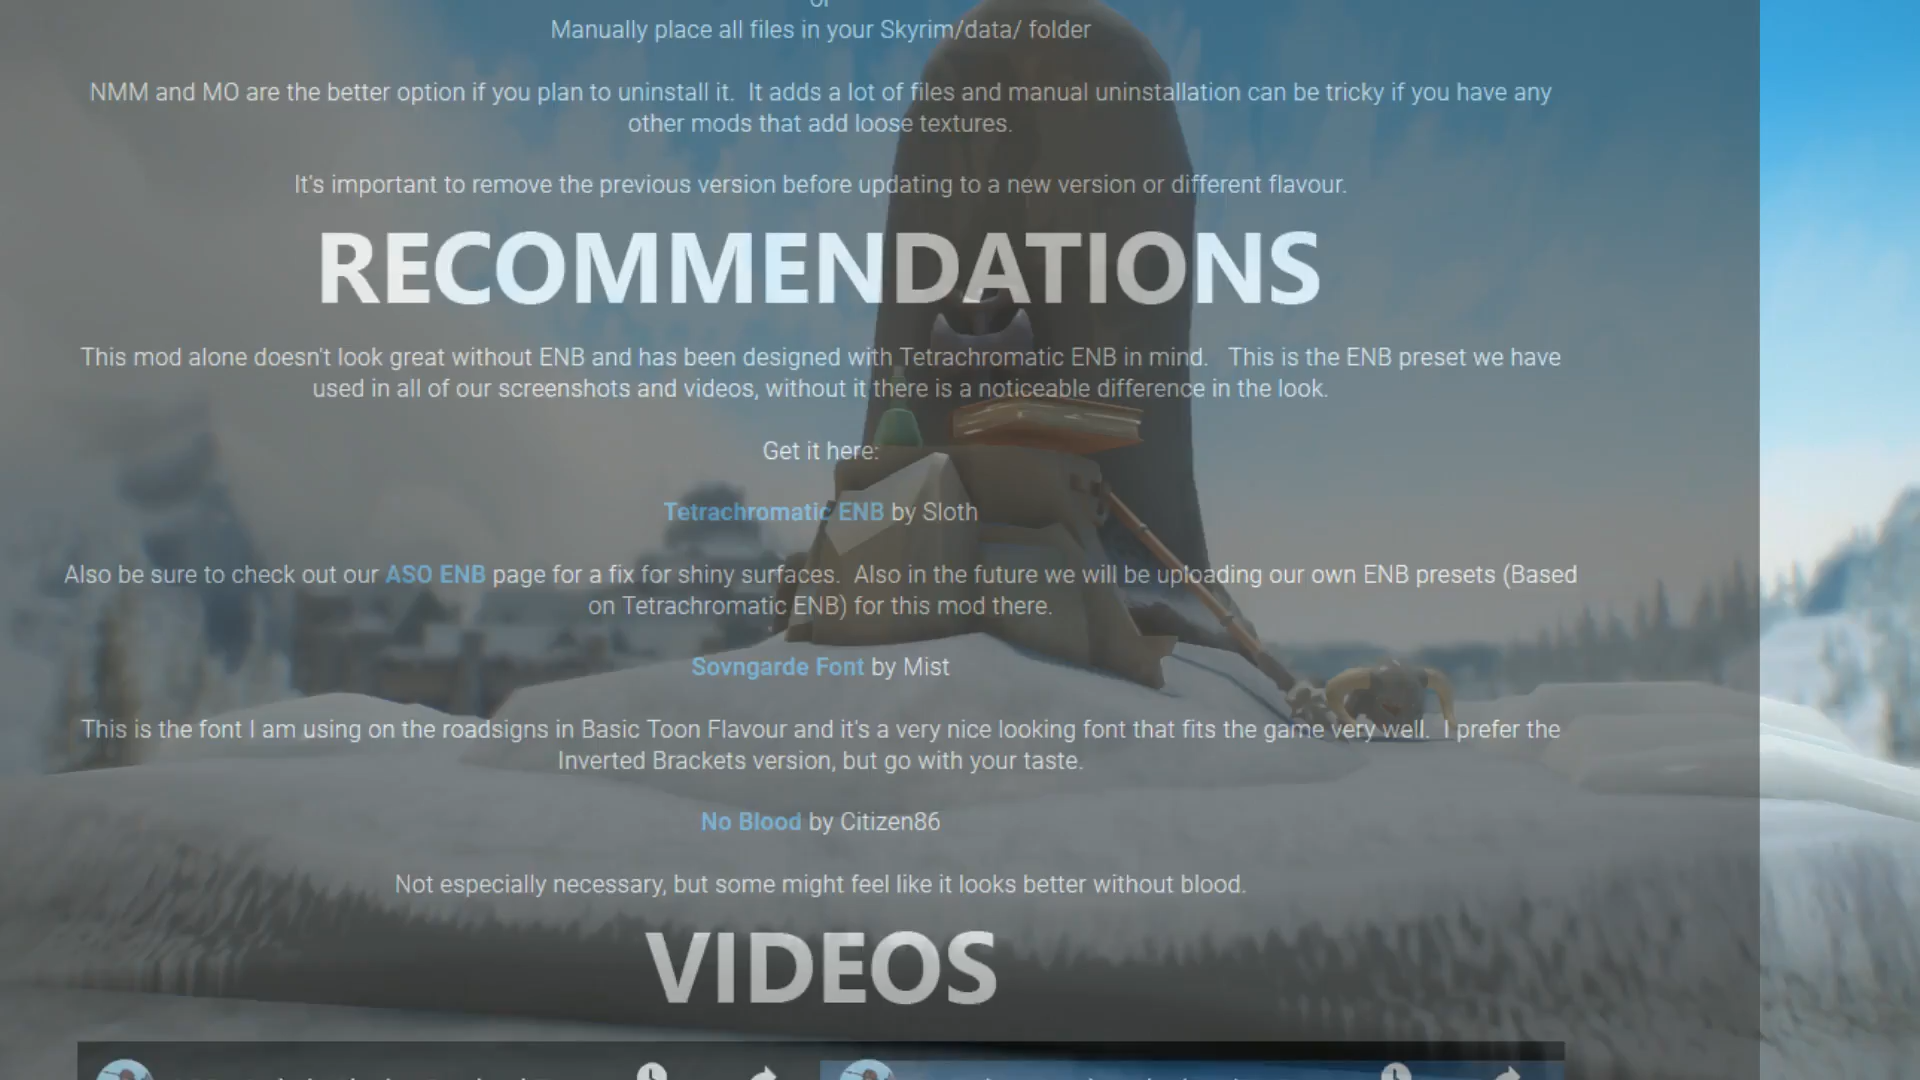 or
Manually place all files in your Skyrim/data/ folder
NMM and MO are the better option if you plan to uninstall it.  It adds a lot of files and manual uninstallation can be tricky if you have any
other mods that add loose textures.
It's important to remove the previous version before updating to a new version or different flavour.
RECOMMENDATIONS
This mod alone doesn't look great without ENB and has been designed with Tetrachromatic ENB in mind.   This is the ENB preset we have
used in all of our screenshots and videos, without it there is a noticeable difference in the look.
Get it here:
Tetrachromatic ENB by Sloth
Also be sure to check out our ASO ENB page for a fix for shiny surfaces.  Also in the future we will be uploading our own ENB presets (Based
on Tetrachromatic ENB) for this mod there.
Sovngarde Font by Mist
This is the font I am using on the roadsigns in Basic Toon Flavour and it's a very nice looking font that fits the game very well.  I prefer the
Inverted Brackets version, but go with your taste.
No Blood by Citizen86
Not especially necessary, but some might feel like it looks better without blood.
VIDEOS